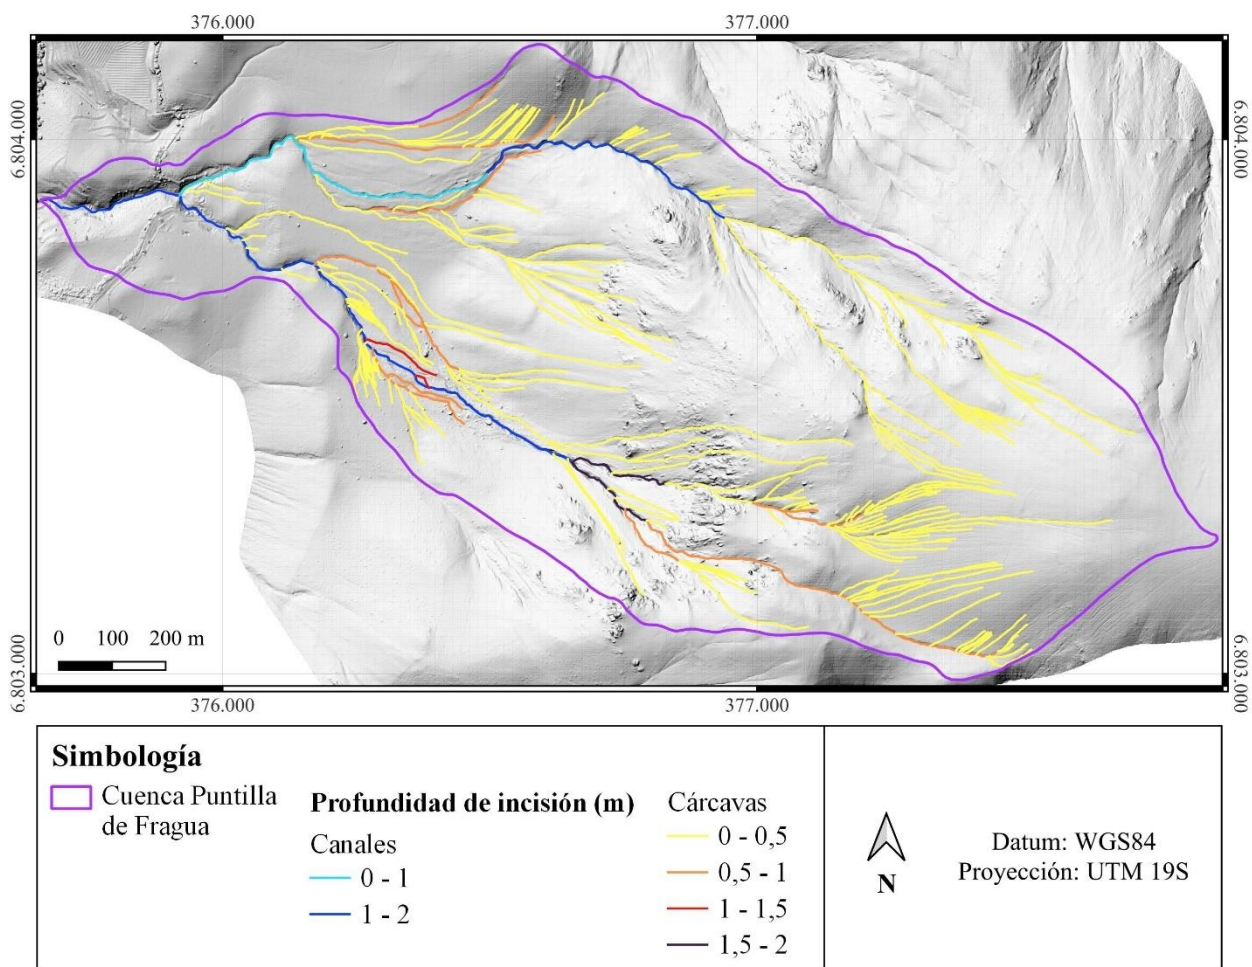 376.000
377.000
6.804.000
6.804.000
0 100 200 m
6.803.000
6.803.000
376.000
377.000
Simbología
Cuenca Puntilla
de Fragua
Profundidad de incisión (m)
Canales
0 - 1
1 - 2
Cárcavas
0 - 0,5
0,5 - 1
1 - 1,5
1,5 - 2
N
Datum: WGS84
Proyección: UTM 19S